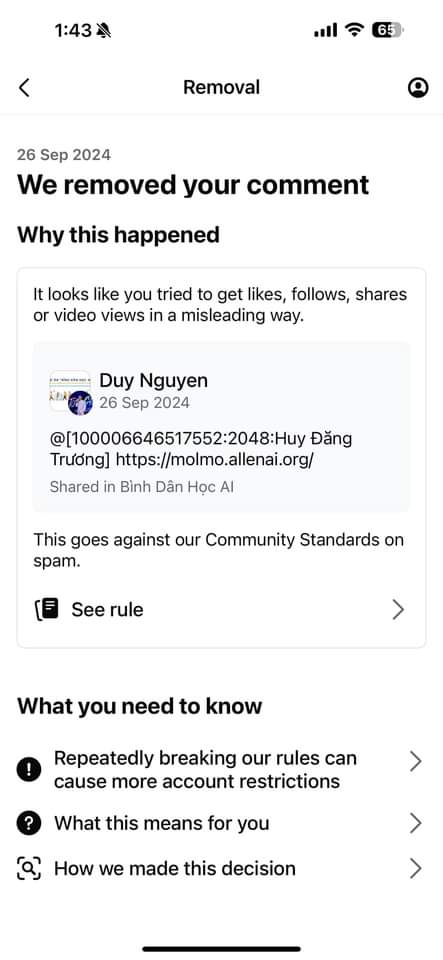 1:43
65
Removal
26 Sep 2024
We removed your comment
Why this happened
It looks like you tried to get likes, follows, shares
or video views in a misleading way.
Duy Nguyen
26 Sep 2024
@[100006646517552:2048:Huy Đăng
Trương] https://molmo.allenai.org/
Shared in Bình Dân Học AI
This goes against our Community Standards on
spam.
See rule
What you need to know
Repeatedly breaking our rules can
cause more account restrictions
What this means for you
How we made this decision